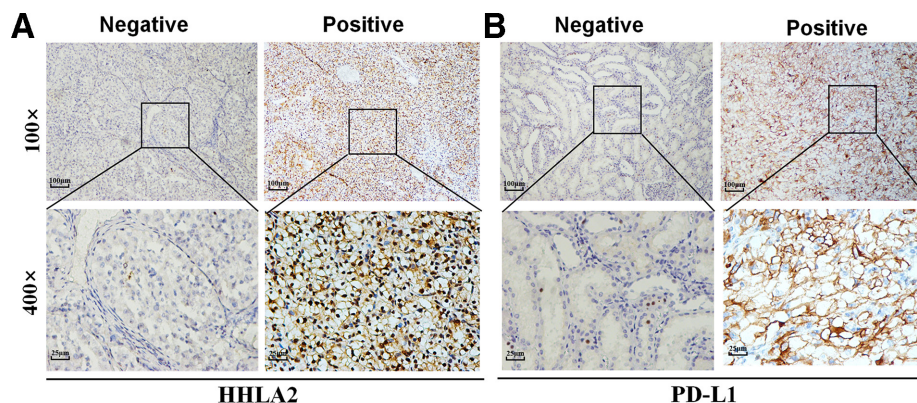 A
Negative
Positive
B
Negative
Positive
100×
100μm
100μm
100μm
100μm
400×
25μm
25μm
25μm
25μm
HHLA2
PD-L1